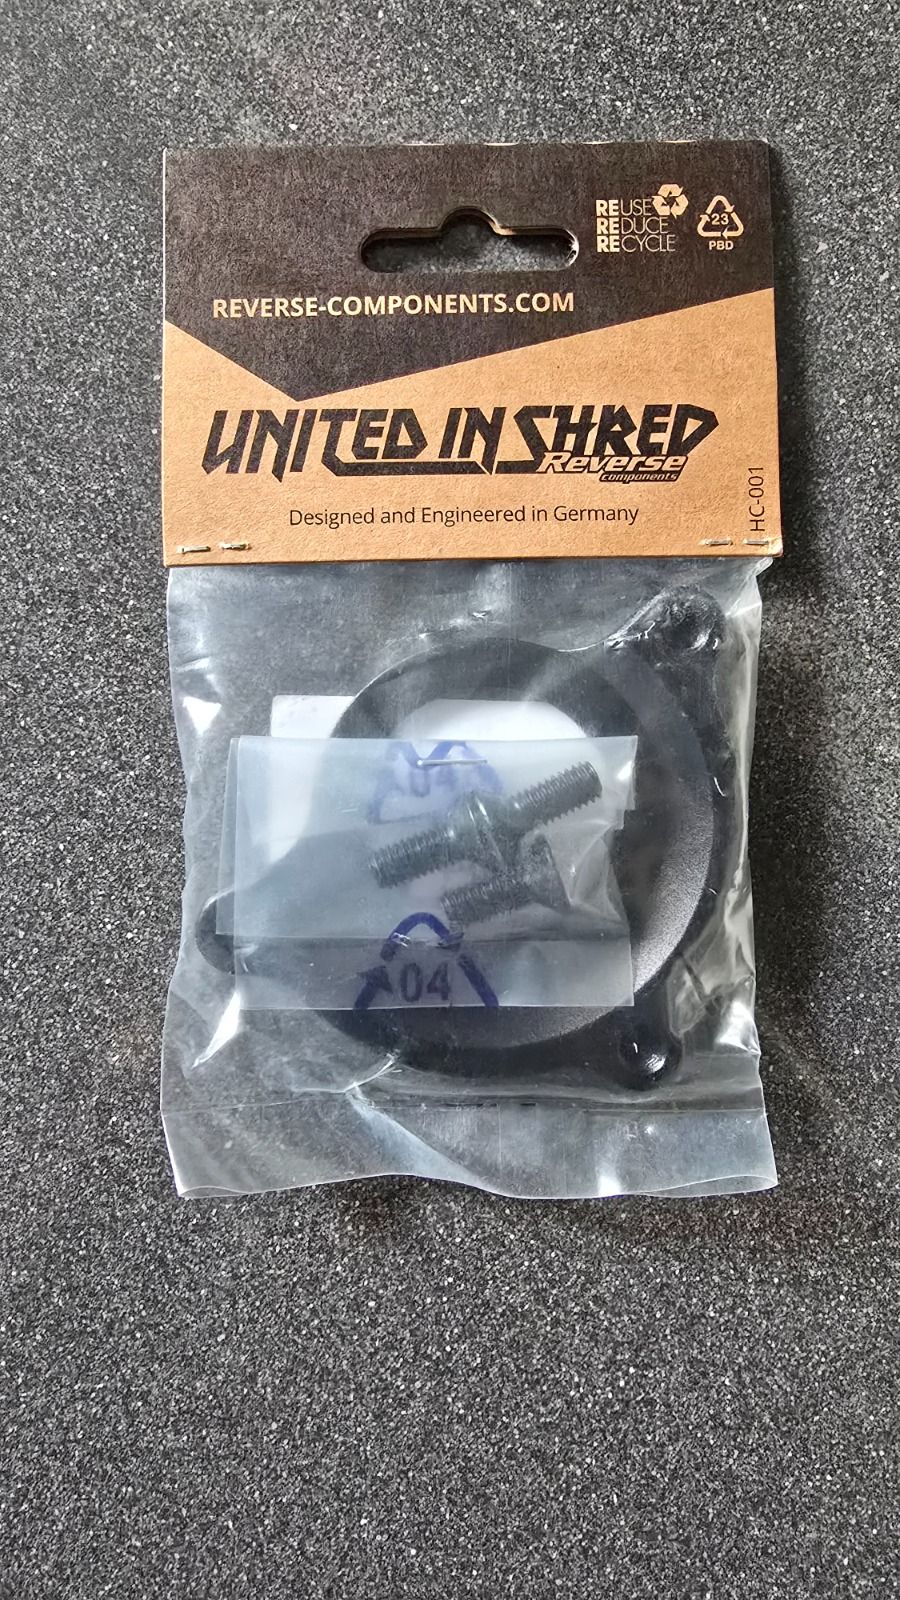 REUSE
REDUCE
RECYCLE
23
PBD
REVERSE-COMPONENTS.COM
UNITED IN SHRED
Reverse
components
Designed and Engineered in Germany
HC-001
04
04